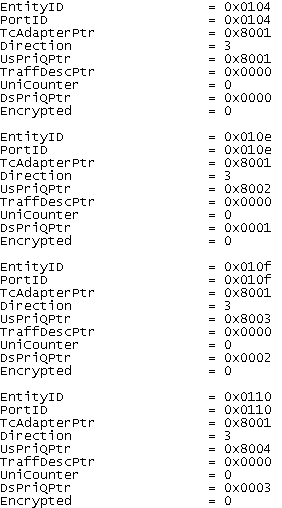 EntityID = 0x0104
PortID = 0x0104
TcAdapterPtr = 0x8001
Direction = 3
UsPriQPtr = 0x8001
TraffDescPtr = 0x0000
UniCounter = 0
DsPriQPtr = 0x0000
Encrypted = 0
EntityID = 0x010e
PortID = 0x010e
TcAdapterPtr = 0x8001
Direction = 3
UsPriQPtr = 0x8002
TraffDescPtr = 0x0000
UniCounter = 0
DsPriQPtr = 0x0001
Encrypted = 0
EntityID = 0x010f
PortID = 0x010f
TcAdapterPtr = 0x8001
Direction = 3
UsPriQPtr = 0x8003
TraffDescPtr = 0x0000
UniCounter = 0
DsPriQPtr = 0x0002
Encrypted = 0
EntityID = 0x0110
PortID = 0x0110
TcAdapterPtr = 0x8001
Direction = 3
UsPriQPtr = 0x8004
TraffDescPtr = 0x0000
UniCounter = 0
DsPriQPtr = 0x0003
Encrypted = 0